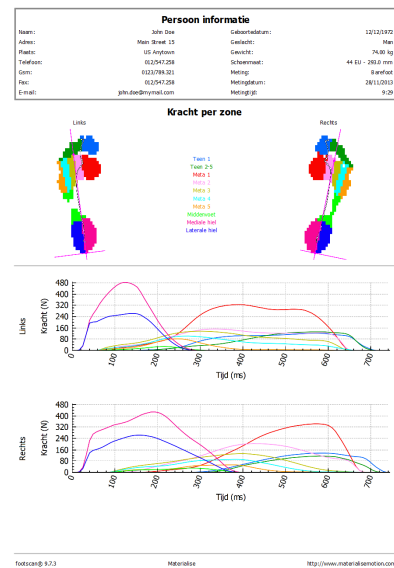 Persoon informatie
Naam: John Doe Geboortedatum: 12/12/1972
Adres: Main Street 15 Geslacht: Man
Plaats: US Anytown Gewicht: 74.00 kg
Telefoon: 012/547.258 Schoenmaat: 44 EU - 293.0 mm
Gsm: 0123/789.321 Meting: Barefoot
Fax: 012/547.258 Metingdatum: 28/11/2013
E-mail: john.doe@mymail.com Metingtijd: 9:29
Kracht per zone
Links Rechts
Teen 1
Teen 2-5
Meta 1
Meta 2
Meta 3
Meta 4
Meta 5
Middenvoet
Mediale hiel
Laterale hiel
Links
Kracht (N)
480
400
320
240
160
80
0
0 100 200 300 400 500 600 700
Tijd (ms)
Rechts
Kracht (N)
480
400
320
240
160
80
0
0 100 200 300 400 500 600 700
Tijd (ms)
footscan® 9.7.3 Materialise http://www.materialisemotion.com